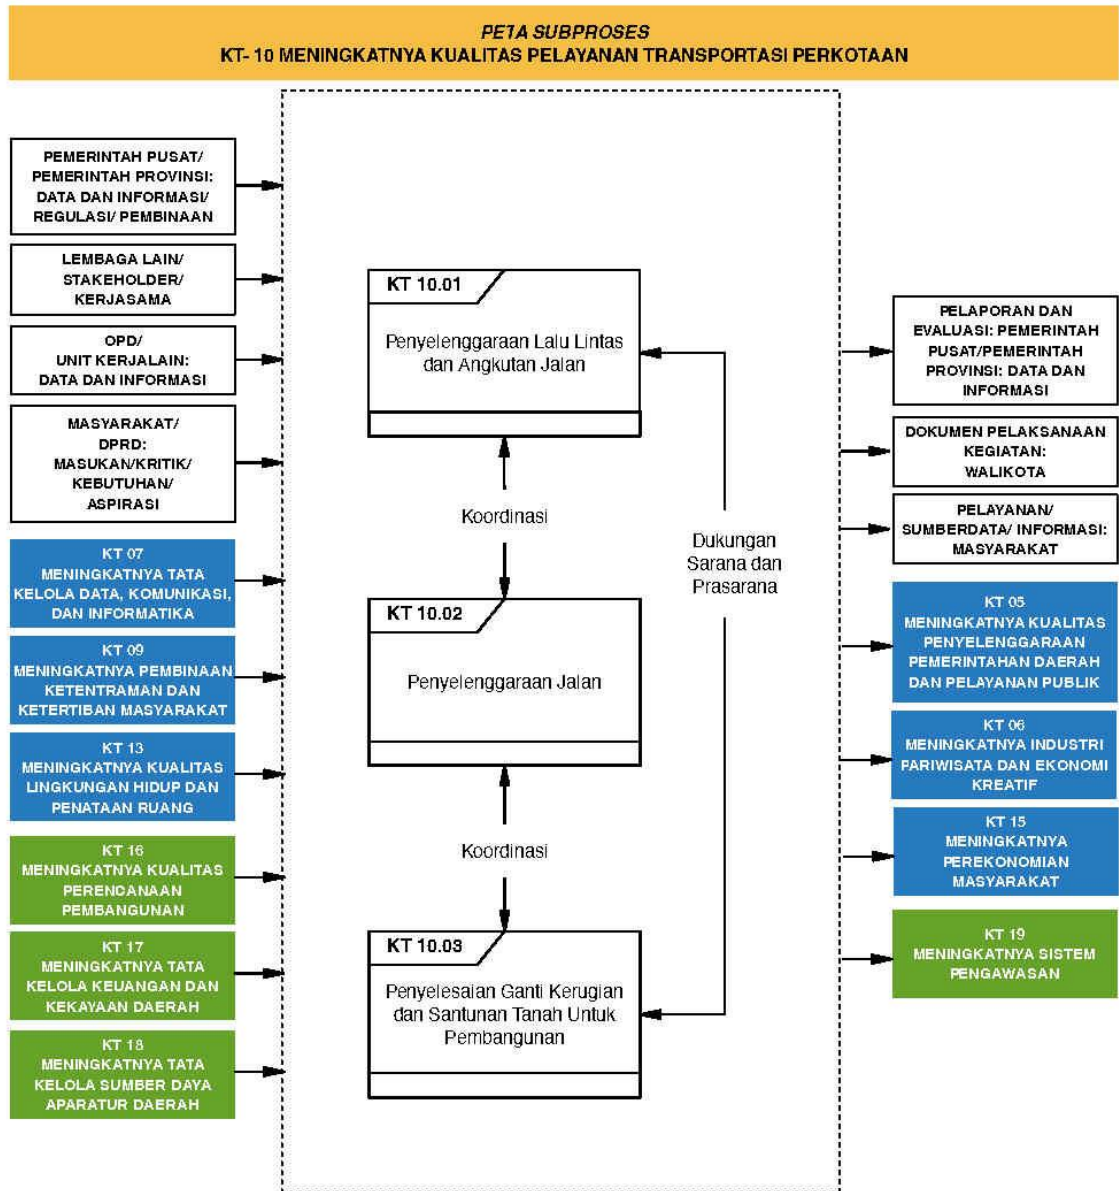 PETA SUBPROSES
KT- 10 MENINGKATNYA KUALITAS PELAYANAN TRANSPORTASI PERKOTAAN
PEMERINTAH PUSAT/
PEMERINTAH PROVINSI:
DATA DAN INFORMASI/
REGULASI/ PEMBINAAN
LEMBAGA LAIN/
STAKEHOLDER/
KERJASAMA
OPD/
UNIT KERJALAIN:
DATA DAN INFORMASI
MASYARAKAT/
DPRD:
MASUKAN/KRITIK/
KEBUTUHAN/
ASPIRASI
KT 07
MENINGKATNYA TATA
KELOLA DATA, KOMUNIKASI,
DAN INFORMATIKA
KT 09
MENINGKATNYA PEMBINAAN
KETENTRAMAN DAN
KETERTIBAN MASYARAKAT
KT 13
MENINGKATNYA KUALITAS
LINGKUNGAN HIDUP DAN
PENATAAN RUANG
KT 16
MENINGKATNYA KUALITAS
PERENCANAAN
PEMBANGUNAN
KT 17
MENINGKATNYA TATA
KELOLA KEUANGAN DAN
KEKAYAAN DAERAH
KT 18
MENINGKATNYA TATA
KELOLA SUMBER DAYA
APARATUR DAERAH
KT 10.01
Penyelenggaraan Lalu Lintas
dan Angkutan Jalan
Koordinasi
KT 10.02
Penyelenggaraan Jalan
Koordinasi
KT 10.03
Penyelesaian Ganti Kerugian
dan Santunan Tanah Untuk
Pembangunan
Dukungan
Sarana dan
Prasarana
PELAPORAN DAN
EVALUASI: PEMERINTAH
PUSAT/PEMERINTAH
PROVINSI: DATA DAN
INFORMASI
DOKUMEN PELAKSANAAN
KEGIATAN:
WALIKOTA
PELAYANAN/
SUMBERDATA/ INFORMASI:
MASYARAKAT
KT 05
MENINGKATNYA KUALITAS
PENYELENGGARAAN
PEMERINTAHAN DAERAH
DAN PELAYANAN PUBLIK
KT 06
MENINGKATNYA INDUSTRI
PARIWISATA DAN EKONOMI
KREATIF
KT 15
MENINGKATNYA
PEREKONOMIAN
MASYARAKAT
KT 19
MENINGKATNYA SISTEM
PENGAWASAN